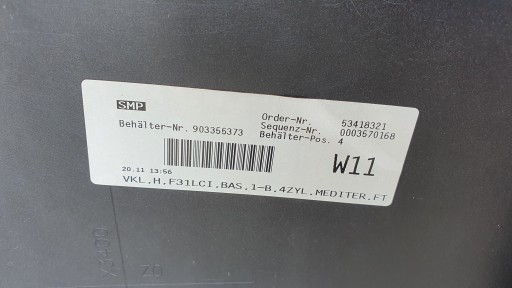 SMP
Order-Nr. 53418321
Behälter-Nr. 903356373 Sequenz-Nr. 0003570168
Behälter-Pos. 4
20.11 13:56
W11
VKL.H.F31LCI.BAS.1-B.4ZYL.MEDITER.FT